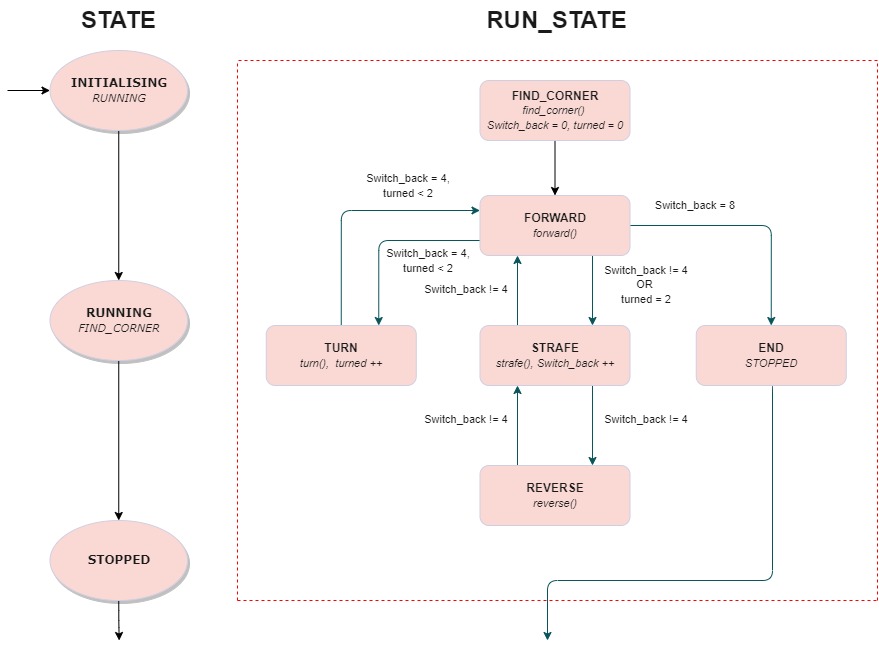 STATE
RUN_STATE
INITIALISING
RUNNING
FIND_CORNER
find_corner()
Switch_back = 0, turned = 0
Switch_back = 4,
turned < 2
FORWARD
forward()
Switch_back = 8
Switch_back = 4,
turned < 2
Switch_back != 4
Switch_back != 4
OR
turned = 2
RUNNING
FIND_CORNER
TURN
turn(), turned ++
STRAFE
strafe(), Switch_back ++
END
STOPPED
Switch_back != 4
Switch_back != 4
REVERSE
reverse()
STOPPED